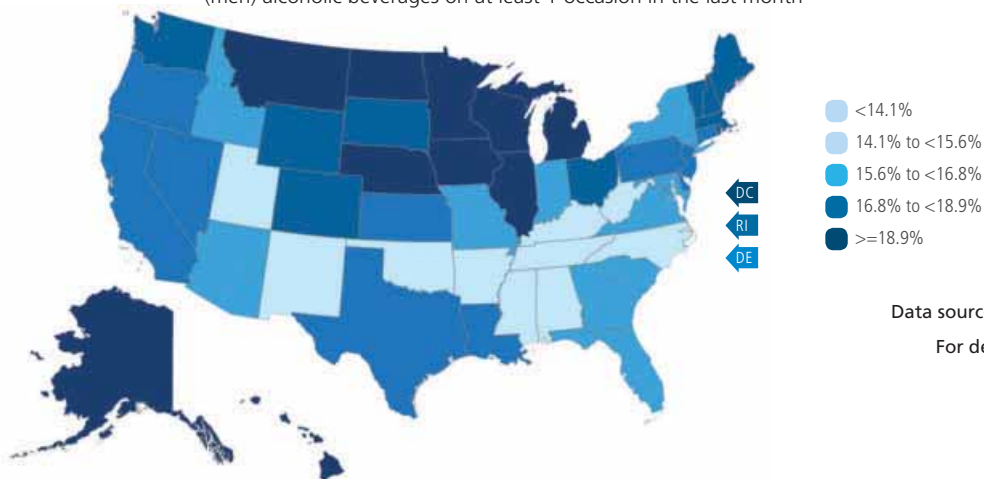 (men) alcoholic beverages on at least 1 occasion in the last month
<14.1%
14.1% to <15.6%
15.6% to <16.8%
16.8% to <18.9%
>=18.9%
DC
RI
DE
Data sourc
For de